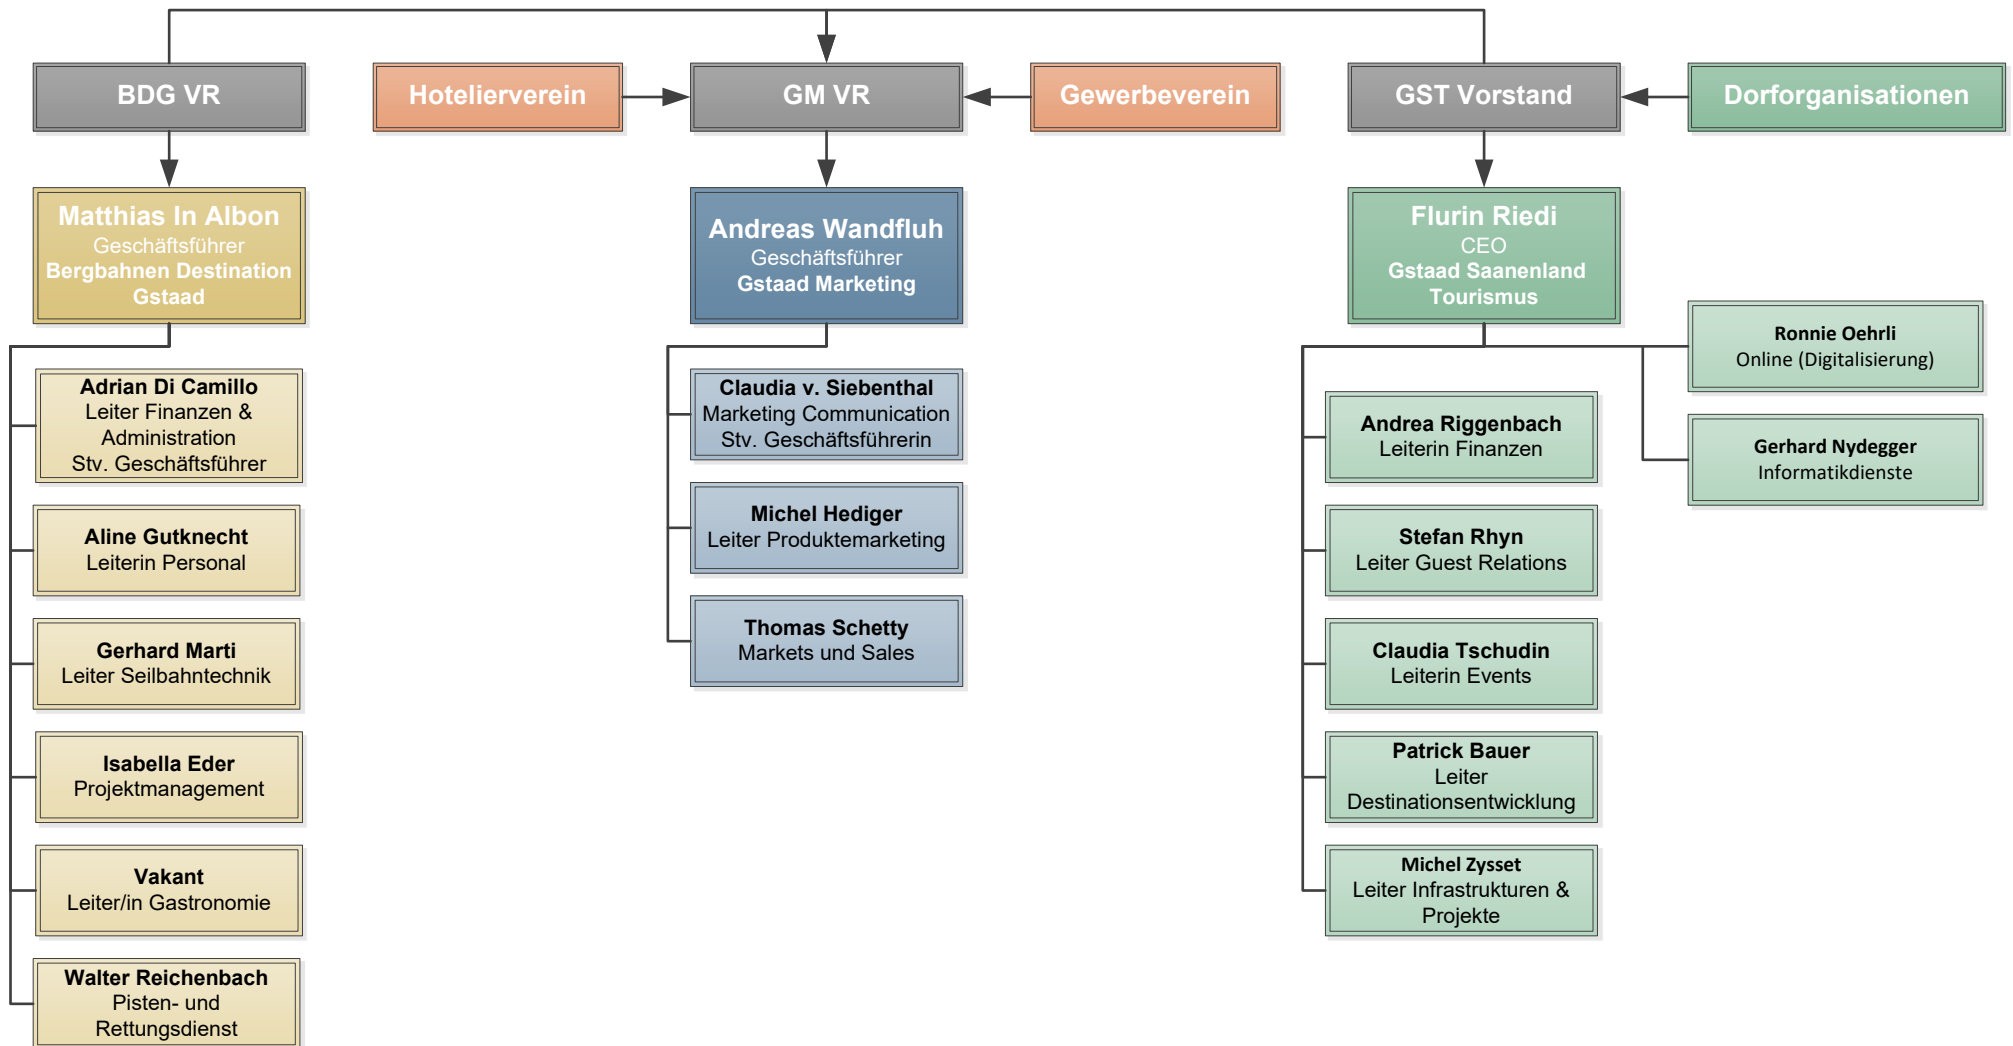 BDG VR
Hotelierverein
GM VR
Gewerbeverein
GST Vorstand
Dorforganisationen
Matthias In Albon
Geschäftsführer
Bergbahnen Destination
Gstaad
Andreas Wandfluh
Geschäftsführer
Gstaad Marketing
Flurin Riedi
CEO
Gstaad Saanenland
Tourismus
Ronnie Oehrli
Online (Digitalisierung)
Gerhard Nydegger
Informatikdienste
Adrian Di Camillo
Leiter Finanzen &
Administration
Stv. Geschäftsführer
Aline Gutknecht
Leiterin Personal
Gerhard Marti
Leiter Seilbahntechnik
Isabella Eder
Projektmanagement
Vakant
Leiter/in Gastronomie
Walter Reichenbach
Pisten- und
Rettungsdienst
Claudia v. Siebenthal
Marketing Communication
Stv. Geschäftsführerin
Michel Hediger
Leiter Produktemarketing
Thomas Schetty
Markets und Sales
Andrea Riggenbach
Leiterin Finanzen
Stefan Rhyn
Leiter Guest Relations
Claudia Tschudin
Leiterin Events
Patrick Bauer
Leiter
Destinationsentwicklung
Michel Zysset
Leiter Infrastrukturen &
Projekte